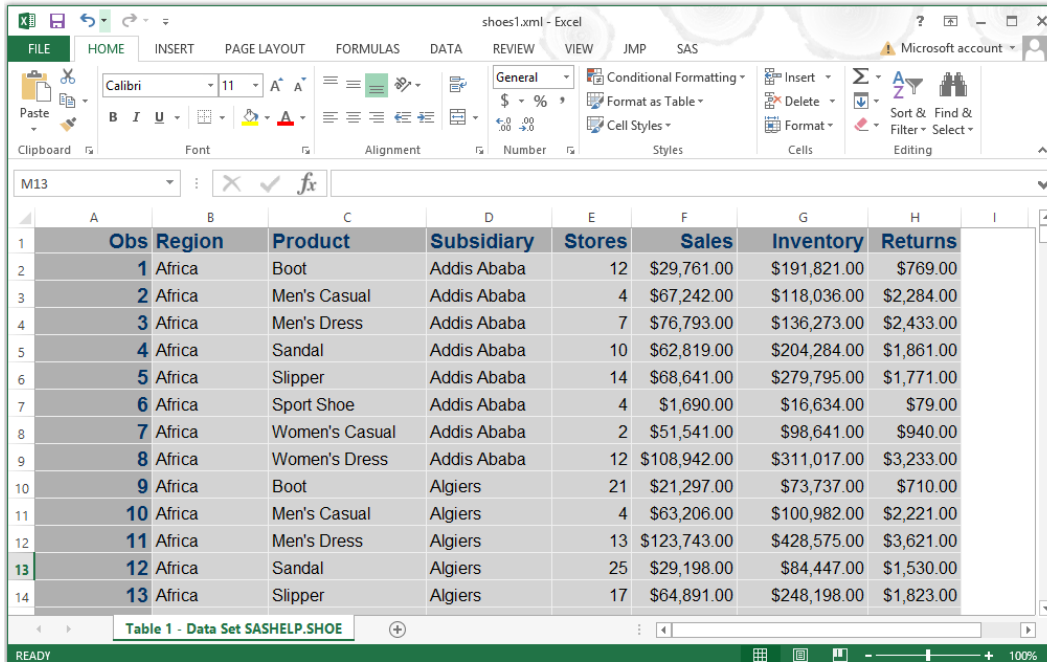 shoes1.xml - Excel
FILE HOME INSERT PAGE LAYOUT FORMULAS DATA REVIEW VIEW JMP SAS Microsoft account
Paste
Calibri 11 A A
B I U A
General
$ % ,
.00 .0
Conditional Formatting
Format as Table
Cell Styles
Insert
Delete
Format
Sort & Find &
Filter Select
Clipboard Font Alignment Number Styles Cells Editing
M13 fx
A B C D E F G H I
1 Obs Region Product Subsidiary Stores Sales Inventory Returns
2 1 Africa Boot Addis Ababa 12 $29,761.00 $191,821.00 $769.00
3 2 Africa Men's Casual Addis Ababa 4 $67,242.00 $118,036.00 $2,284.00
4 3 Africa Men's Dress Addis Ababa 7 $76,793.00 $136,273.00 $2,433.00
5 4 Africa Sandal Addis Ababa 10 $62,819.00 $204,284.00 $1,861.00
6 5 Africa Slipper Addis Ababa 14 $68,641.00 $279,795.00 $1,771.00
7 6 Africa Sport Shoe Addis Ababa 4 $1,690.00 $16,634.00 $79.00
8 7 Africa Women's Casual Addis Ababa 2 $51,541.00 $98,641.00 $940.00
9 8 Africa Women's Dress Addis Ababa 12 $108,942.00 $311,017.00 $3,233.00
10 9 Africa Boot Algiers 21 $21,297.00 $73,737.00 $710.00
11 10 Africa Men's Casual Algiers 4 $63,206.00 $100,982.00 $2,221.00
12 11 Africa Men's Dress Algiers 13 $123,743.00 $428,575.00 $3,621.00
13 12 Africa Sandal Algiers 25 $29,198.00 $84,447.00 $1,530.00
14 13 Africa Slipper Algiers 17 $64,891.00 $248,198.00 $1,823.00
Table 1 - Data Set SASHELP.SHOE
READY 100%